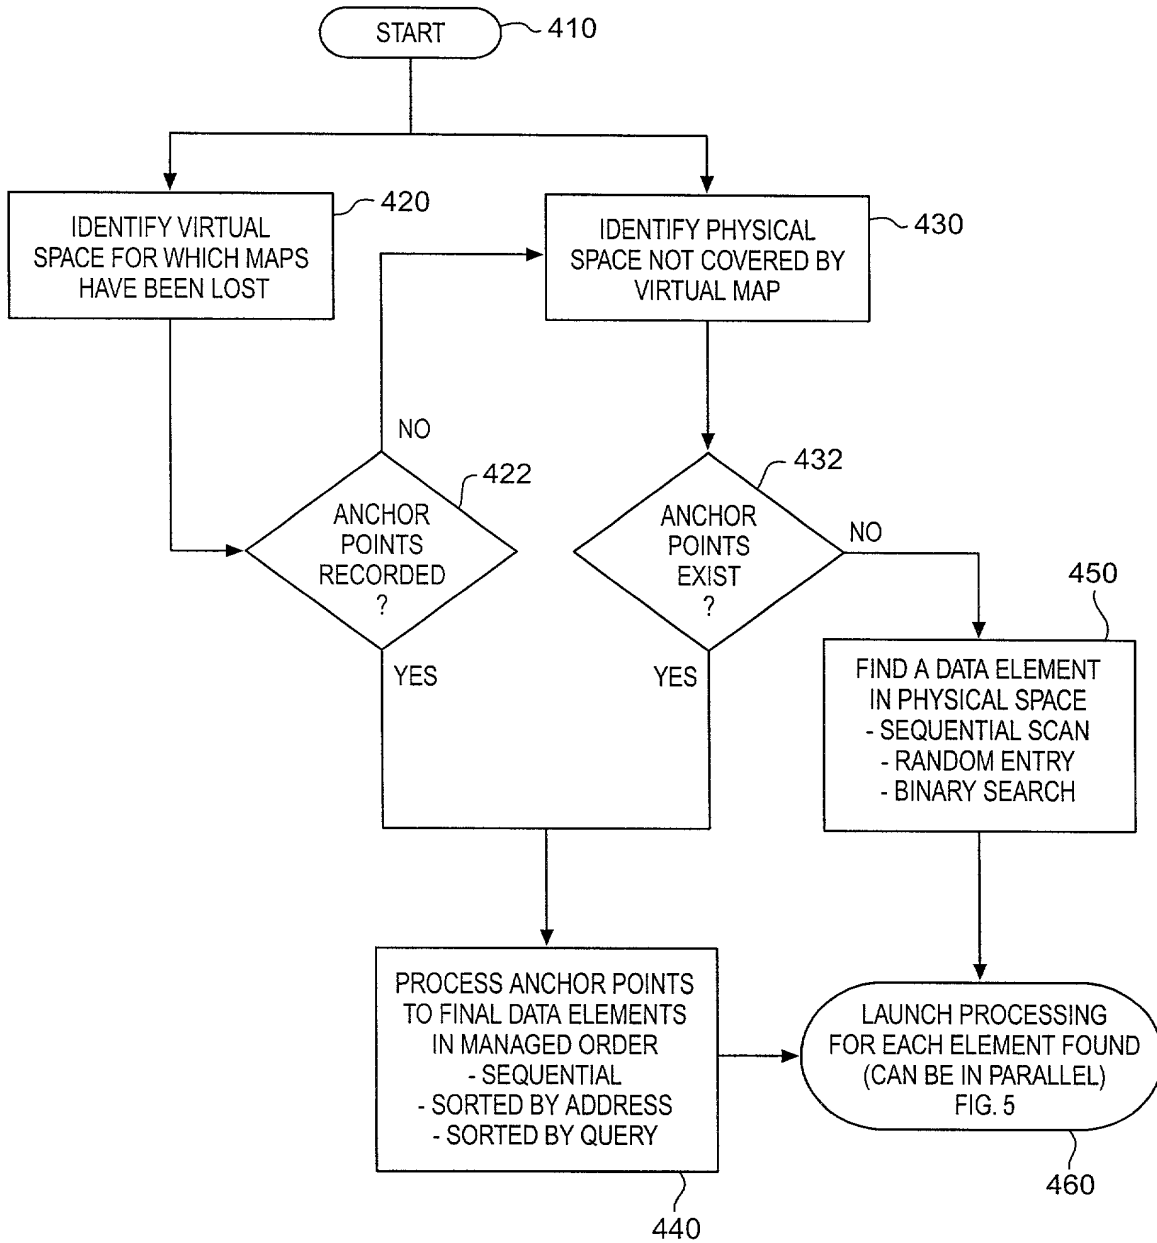 START
410
IDENTIFY VIRTUAL
SPACE FOR WHICH MAPS
HAVE BEEN LOST
420
IDENTIFY PHYSICAL
SPACE NOT COVERED BY
VIRTUAL MAP
430
NO
ANCHOR
POINTS
RECORDED
?
422
YES
ANCHOR
POINTS
EXIST
?
432
NO
YES
450
FIND A DATA ELEMENT
IN PHYSICAL SPACE
- SEQUENTIAL SCAN
- RANDOM ENTRY
- BINARY SEARCH
PROCESS ANCHOR POINTS
TO FINAL DATA ELEMENTS
IN MANAGED ORDER
- SEQUENTIAL
- SORTED BY ADDRESS
- SORTED BY QUERY
440
LAUNCH PROCESSING
FOR EACH ELEMENT FOUND
(CAN BE IN PARALLEL)
FIG. 5
460